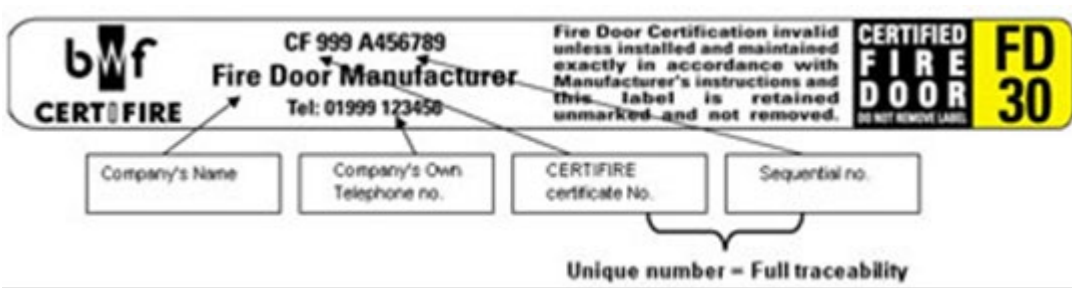 bwf
CERTIFIRE
CF 999 A456789
Fire Door Manufacturer
Tel: 01999 123456
Fire Door Certification invalid
unless installed and maintained
exactly in accordance with
Manufacturer's instructions and
this label is retained
unmarked and not removed.
CERTIFIED
FIRE
DOOR
DO NOT REMOVE LABEL
FD
30
Company's Name
Company's Own
Telephone no.
CERTIFIRE
certificate No.
Sequential no.
Unique number = Full traceability